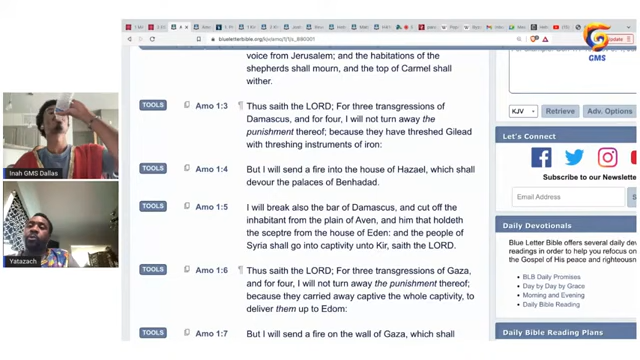 blueletterbible.org/kjv/amo/1/1/s_880001
GMS
voice from Jerusalem; and the habitations of the
shepherds shall mourn, and the top of Carmel shall
wither.
TOOLS Amo 1:3 ¶ Thus saith the LORD; For three transgressions of
Damascus, and for four, I will not turn away the
punishment thereof; because they have threshed Gilead
with threshing instruments of iron:
TOOLS Amo 1:4 But I will send a fire into the house of Hazael, which shall
devour the palaces of Benhadad.
TOOLS Amo 1:5 I will break also the bar of Damascus, and cut off the
inhabitant from the plain of Aven, and him that holdeth
the sceptre from the house of Eden: and the people of
Syria shall go into captivity unto Kir, saith the LORD.
TOOLS Amo 1:6 ¶ Thus saith the LORD; For three transgressions of Gaza,
and for four, I will not turn away the punishment thereof;
because they carried away captive the whole captivity, to
deliver them up to Edom:
TOOLS Amo 1:7 But I will send a fire on the wall of Gaza, which shall
KJV Retrieve Adv. Options
Let's Connect
Subscribe to our Newsletter
Email Address
Daily Devotionals
Blue Letter Bible offers several daily devo
readings in order to help you refocus on
the Gospel of His peace and righteousn
BLB Daily Promises
Day by Day by Grace
Morning and Evening
Daily Bible Reading
Daily Bible Reading Plans
Inah GMS Dallas
Yatazach